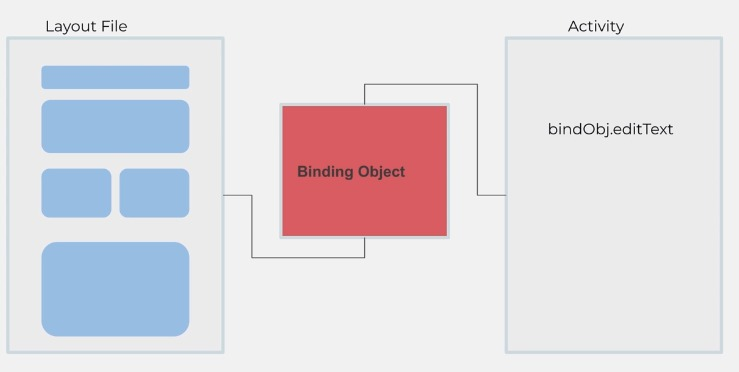 Layout File
Activity
bindObj.editText
Binding Object